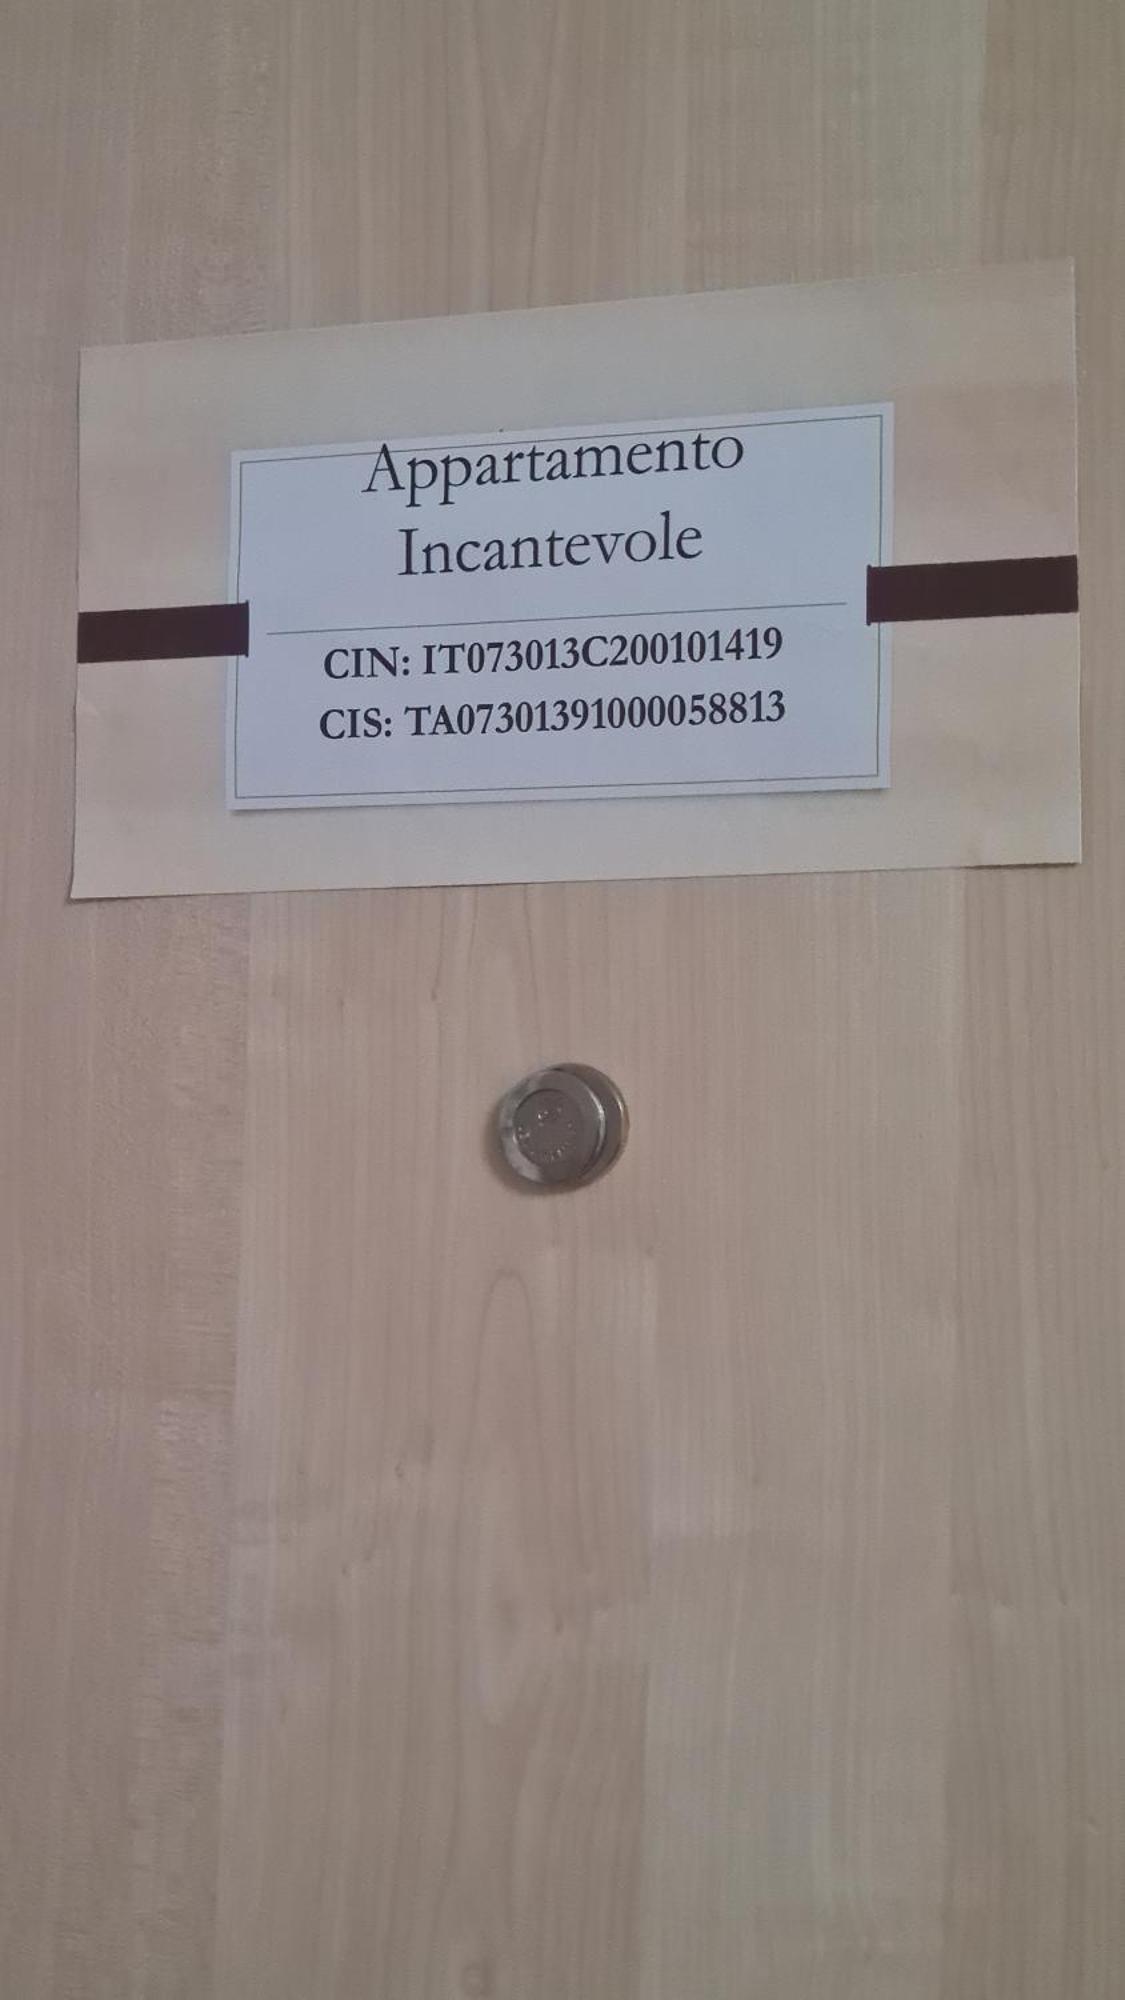 Appartamento
Incantevole
CIN: IT073013C200101419
CIS: TA07301391000058813